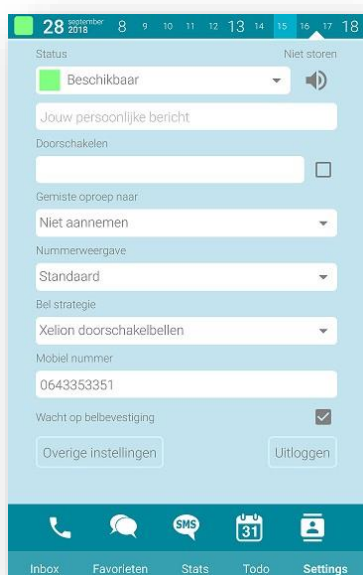 28 september 2018 8 9 10 11 12 13 14 15 16 17 18
Status Niet storen
Beschikbaar
Jouw persoonlijke bericht
Doorschakelen
Gemiste oproep naar
Niet aannemen
Nummerweergave
Standaard
Bel strategie
Xelion doorschakelbellen
Mobiel nummer
0643353351
Wacht op belbevestiging
Overige instellingen Uitloggen
SMS 31
Inbox Favorieten Stats Todo Settings